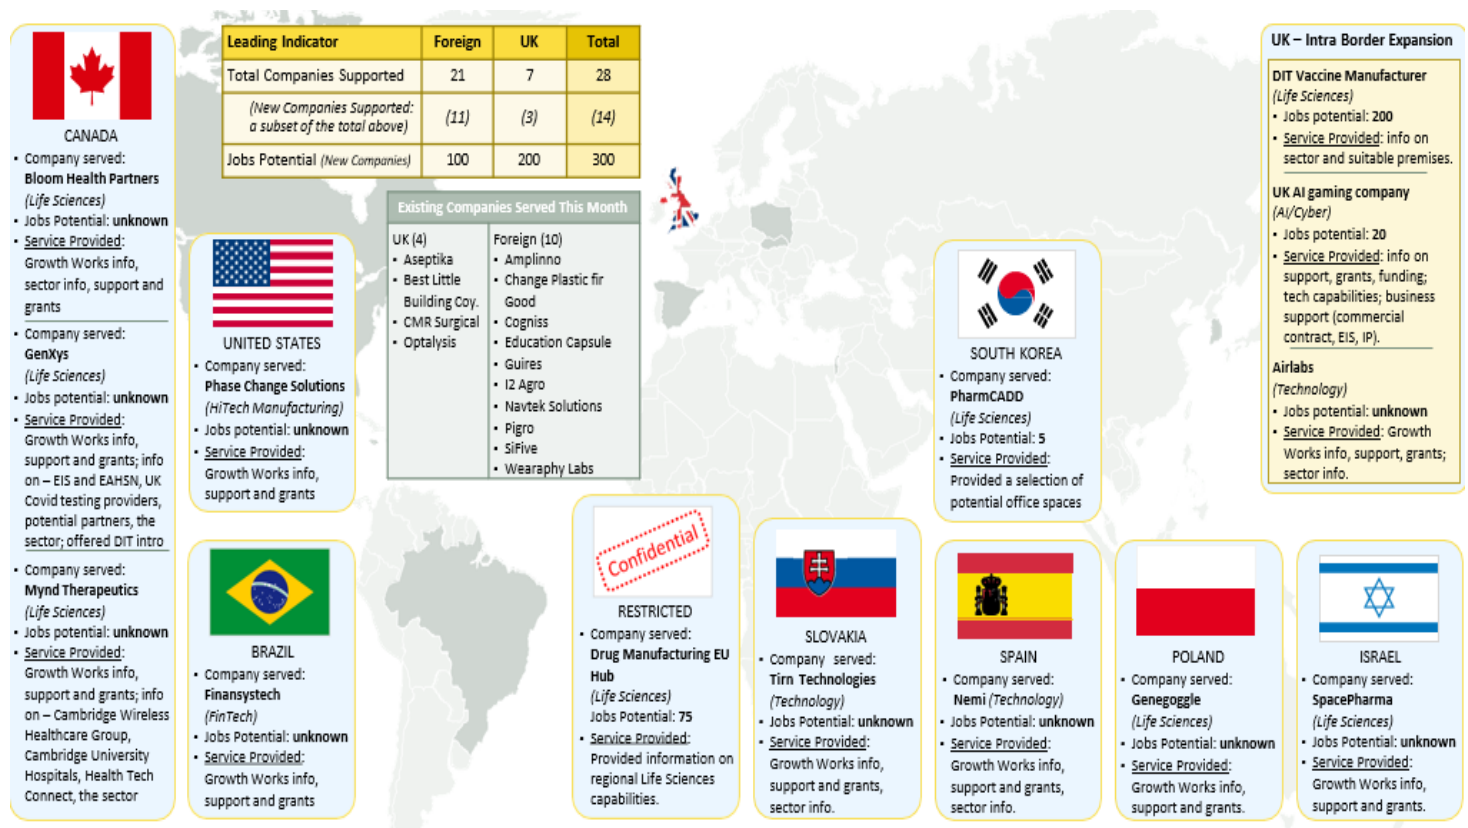 CANADA
▪ Company served:
Bloom Health Partners
(Life Sciences)
▪ Jobs Potential: unknown
▪ Service Provided:
Growth Works info,
sector info, support and
grants
▪ Company served:
GenXys
(Life Sciences)
▪ Jobs potential: unknown
▪ Service Provided:
Growth Works info,
support and grants; info
on – EIS and EAHSN, UK
Covid testing providers,
potential partners, the
sector; offered DIT intro
▪ Company served:
Mynd Therapeutics
(Life Sciences)
▪ Jobs potential: unknown
▪ Service Provided:
Growth Works info,
support and grants; info
on – Cambridge Wireless
Healthcare Group,
Cambridge University
Hospitals, Health Tech
Connect, the sector
Leading Indicator Foreign UK Total
Total Companies Supported 21 7 28
(New Companies Supported:
a subset of the total above) (11) (3) (14)
Jobs Potential (New Companies) 100 200 300
Existing Companies Served This Month
UK (4)
▪ Aseptika
▪ Best Little
Building Coy.
▪ CMR Surgical
▪ Optalysis
Foreign (10)
▪ Amplinno
▪ Change Plastic fir
Good
▪ Cogniss
▪ Education Capsule
▪ Guires
▪ I2 Agro
▪ Navtek Solutions
▪ Pigro
▪ SiFive
▪ Wearaphy Labs
UNITED STATES
▪ Company served:
Phase Change Solutions
(HiTech Manufacturing)
▪ Jobs potential: unknown
▪ Service Provided:
Growth Works info,
support and grants
BRAZIL
▪ Company served:
Finansystech
(FinTech)
▪ Jobs Potential: unknown
▪ Service Provided:
Growth Works info,
support and grants
Confidential
RESTRICTED
▪ Company served:
Drug Manufacturing EU
Hub
(Life Sciences)
Jobs Potential: 75
▪ Service Provided:
Provided information on
regional Life Sciences
capabilities.
SLOVAKIA
▪ Company served:
Tirn Technologies
(Technology)
▪ Jobs Potential: unknown
▪ Service Provided:
Growth Works info,
support and grants,
sector info.
SOUTH KOREA
▪ Company served:
PharmCADD
(Life Sciences)
▪ Jobs Potential: 5
▪ Service Provided:
Provided a selection of
potential office spaces
SPAIN
▪ Company served:
Nemi (Technology)
▪ Jobs Potential: unknown
▪ Service Provided:
Growth Works info,
support and grants,
sector info.
POLAND
▪ Company served:
Genegoggle
(Life Sciences)
▪ Jobs Potential: unknown
▪ Service Provided:
Growth Works info,
support and grants.
ISRAEL
▪ Company served:
SpacePharma
(Life Sciences)
▪ Jobs Potential: unknown
▪ Service Provided:
Growth Works info,
support and grants.
UK – Intra Border Expansion
DIT Vaccine Manufacturer
(Life Sciences)
▪ Jobs potential: 200
▪ Service Provided: info on
sector and suitable premises.
UK AI gaming company
(AI/Cyber)
▪ Jobs potential: 20
▪ Service Provided: info on
support, grants, funding;
tech capabilities; business
support (commercial
contract, EIS, IP).
Airlabs
(Technology)
▪ Jobs potential: unknown
▪ Service Provided: Growth
Works info, support, grants;
sector info.